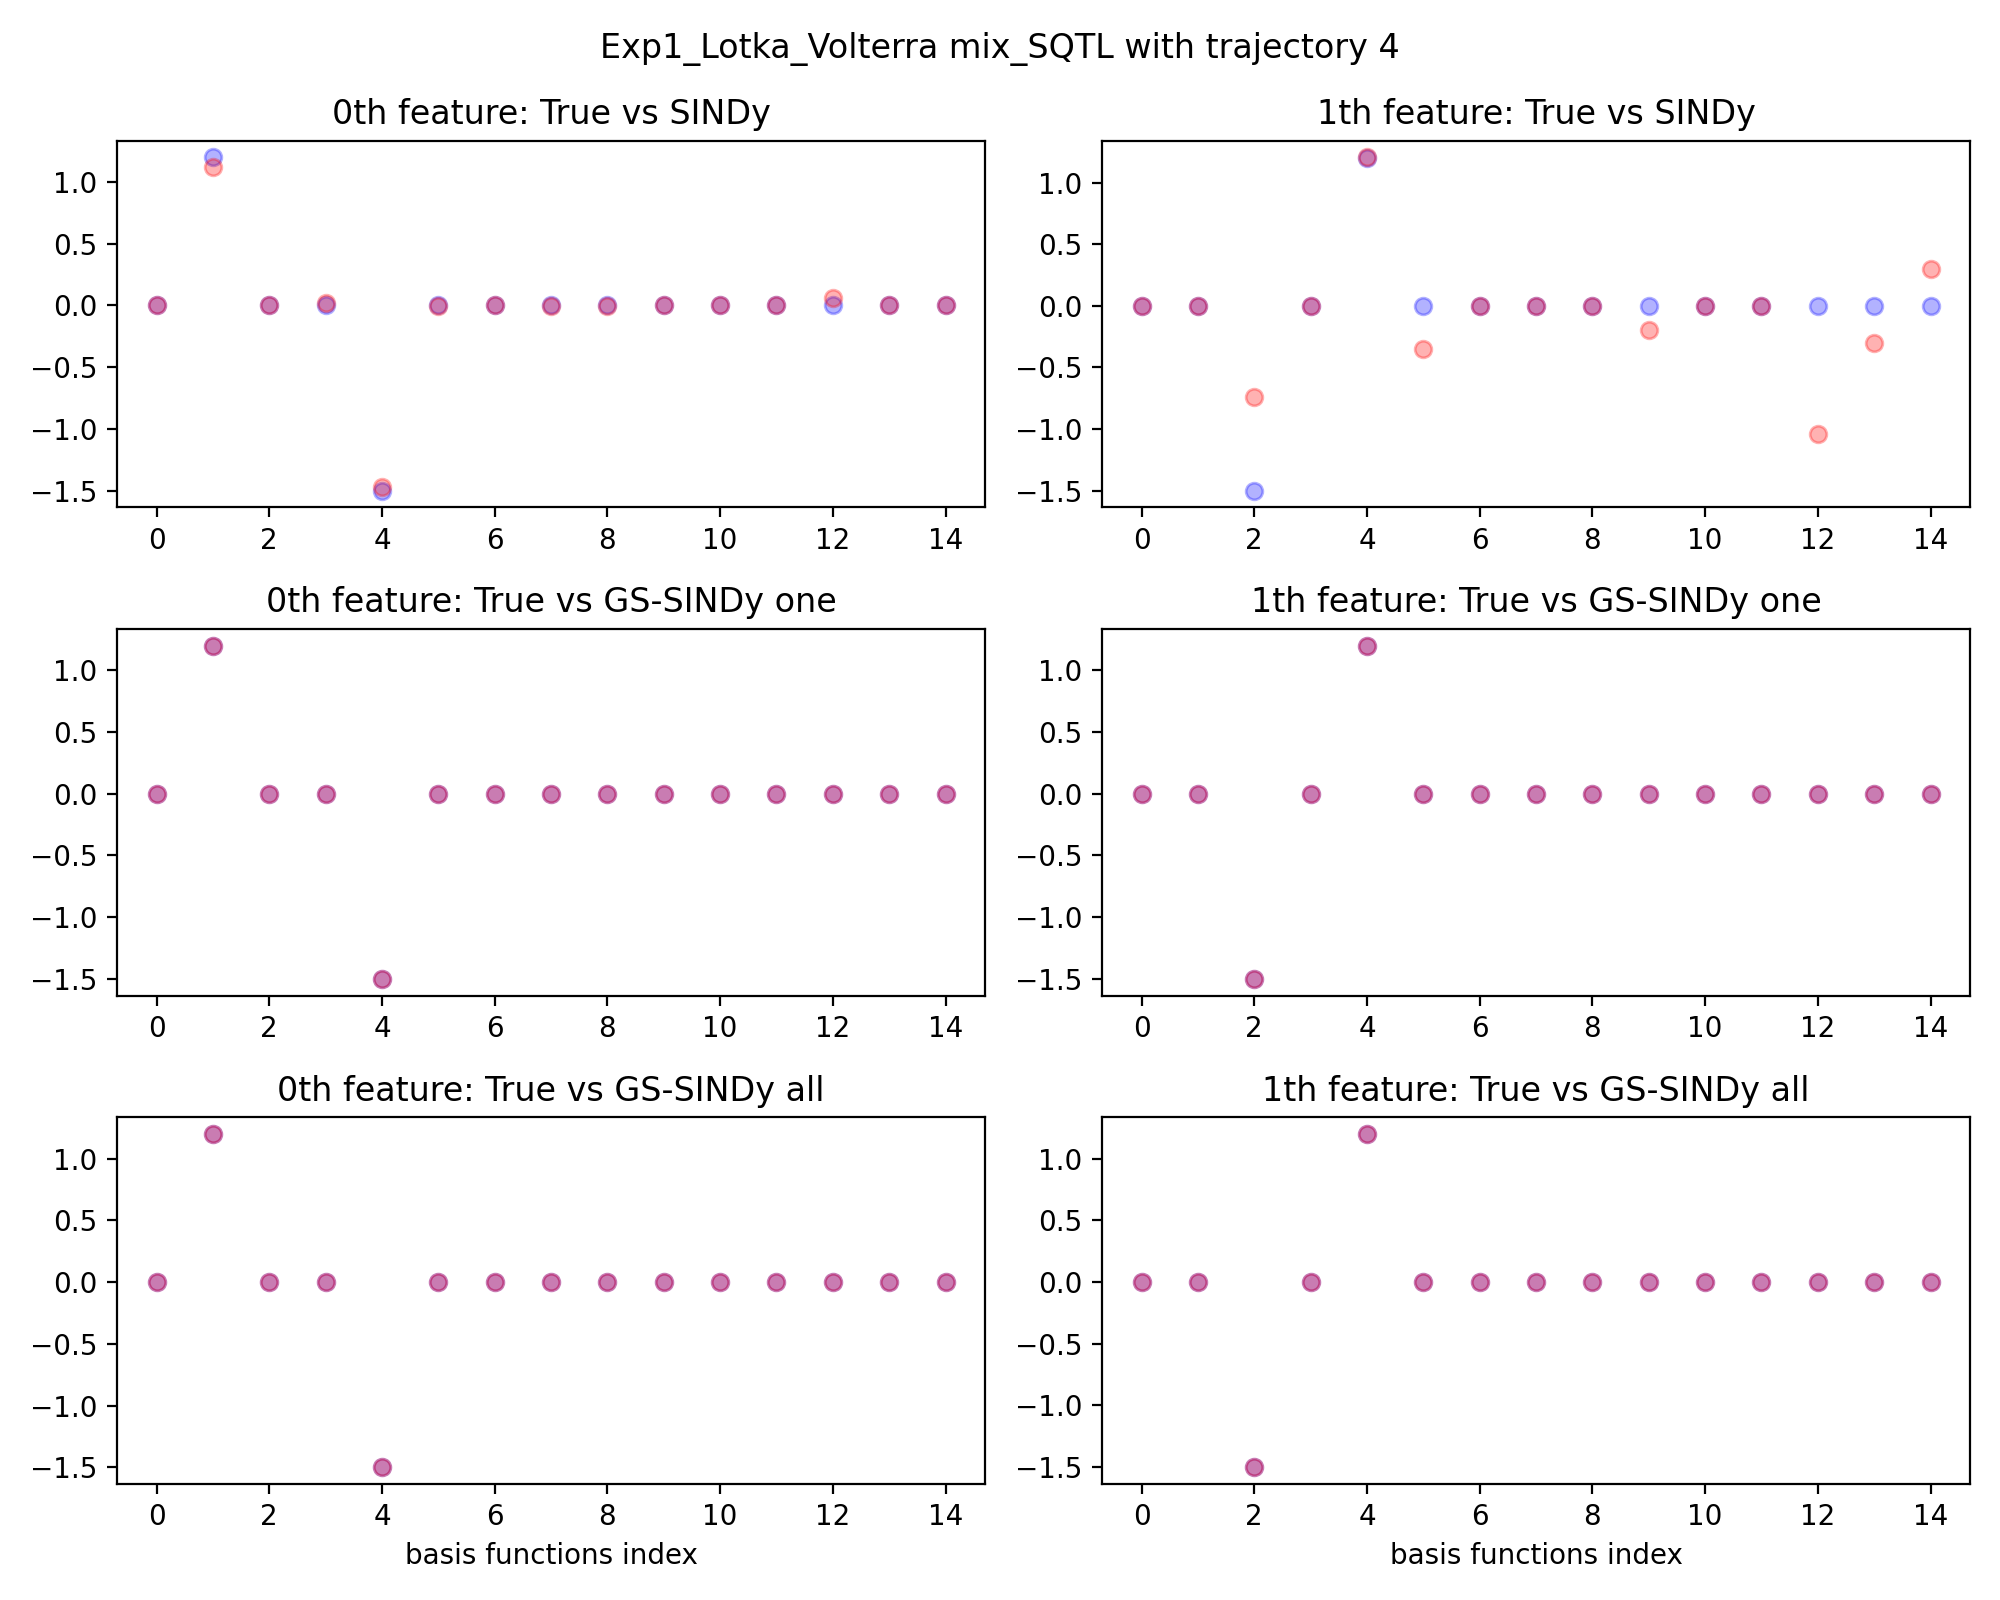 Exp1_Lotka_Volterra mix_SQTL with trajectory 4
0th feature: True vs SINDy
1.0
0.5
0.0
−0.5
−1.0
−1.5
0 2 4 6 8 10 12 14
1th feature: True vs SINDy
1.0
0.5
0.0
−0.5
−1.0
−1.5
0 2 4 6 8 10 12 14
0th feature: True vs GS-SINDy one
1.0
0.5
0.0
−0.5
−1.0
−1.5
0 2 4 6 8 10 12 14
1th feature: True vs GS-SINDy one
1.0
0.5
0.0
−0.5
−1.0
−1.5
0 2 4 6 8 10 12 14
0th feature: True vs GS-SINDy all
1.0
0.5
0.0
−0.5
−1.0
−1.5
0 2 4 6 8 10 12 14
basis functions index
1th feature: True vs GS-SINDy all
1.0
0.5
0.0
−0.5
−1.0
−1.5
0 2 4 6 8 10 12 14
basis functions index